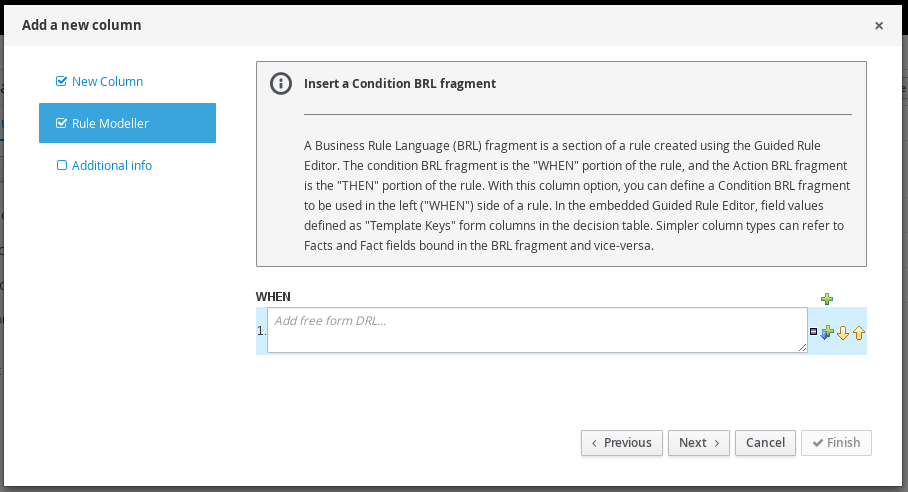 Add a new column
×
New Column
Rule Modeller
Additional info
Insert a Condition BRL fragment
A Business Rule Language (BRL) fragment is a section of a rule created using the Guided Rule
Editor. The condition BRL fragment is the "WHEN" portion of the rule, and the Action BRL fragment
is the "THEN" portion of the rule. With this column option, you can define a Condition BRL fragment
to be used in the left ("WHEN") side of a rule. In the embedded Guided Rule Editor, field values
defined as "Template Keys" form columns in the decision table. Simpler column types can refer to
Facts and Fact fields bound in the BRL fragment and vice-versa.
WHEN
1. Add free form DRL...
‹ Previous Next › Cancel ✔ Finish